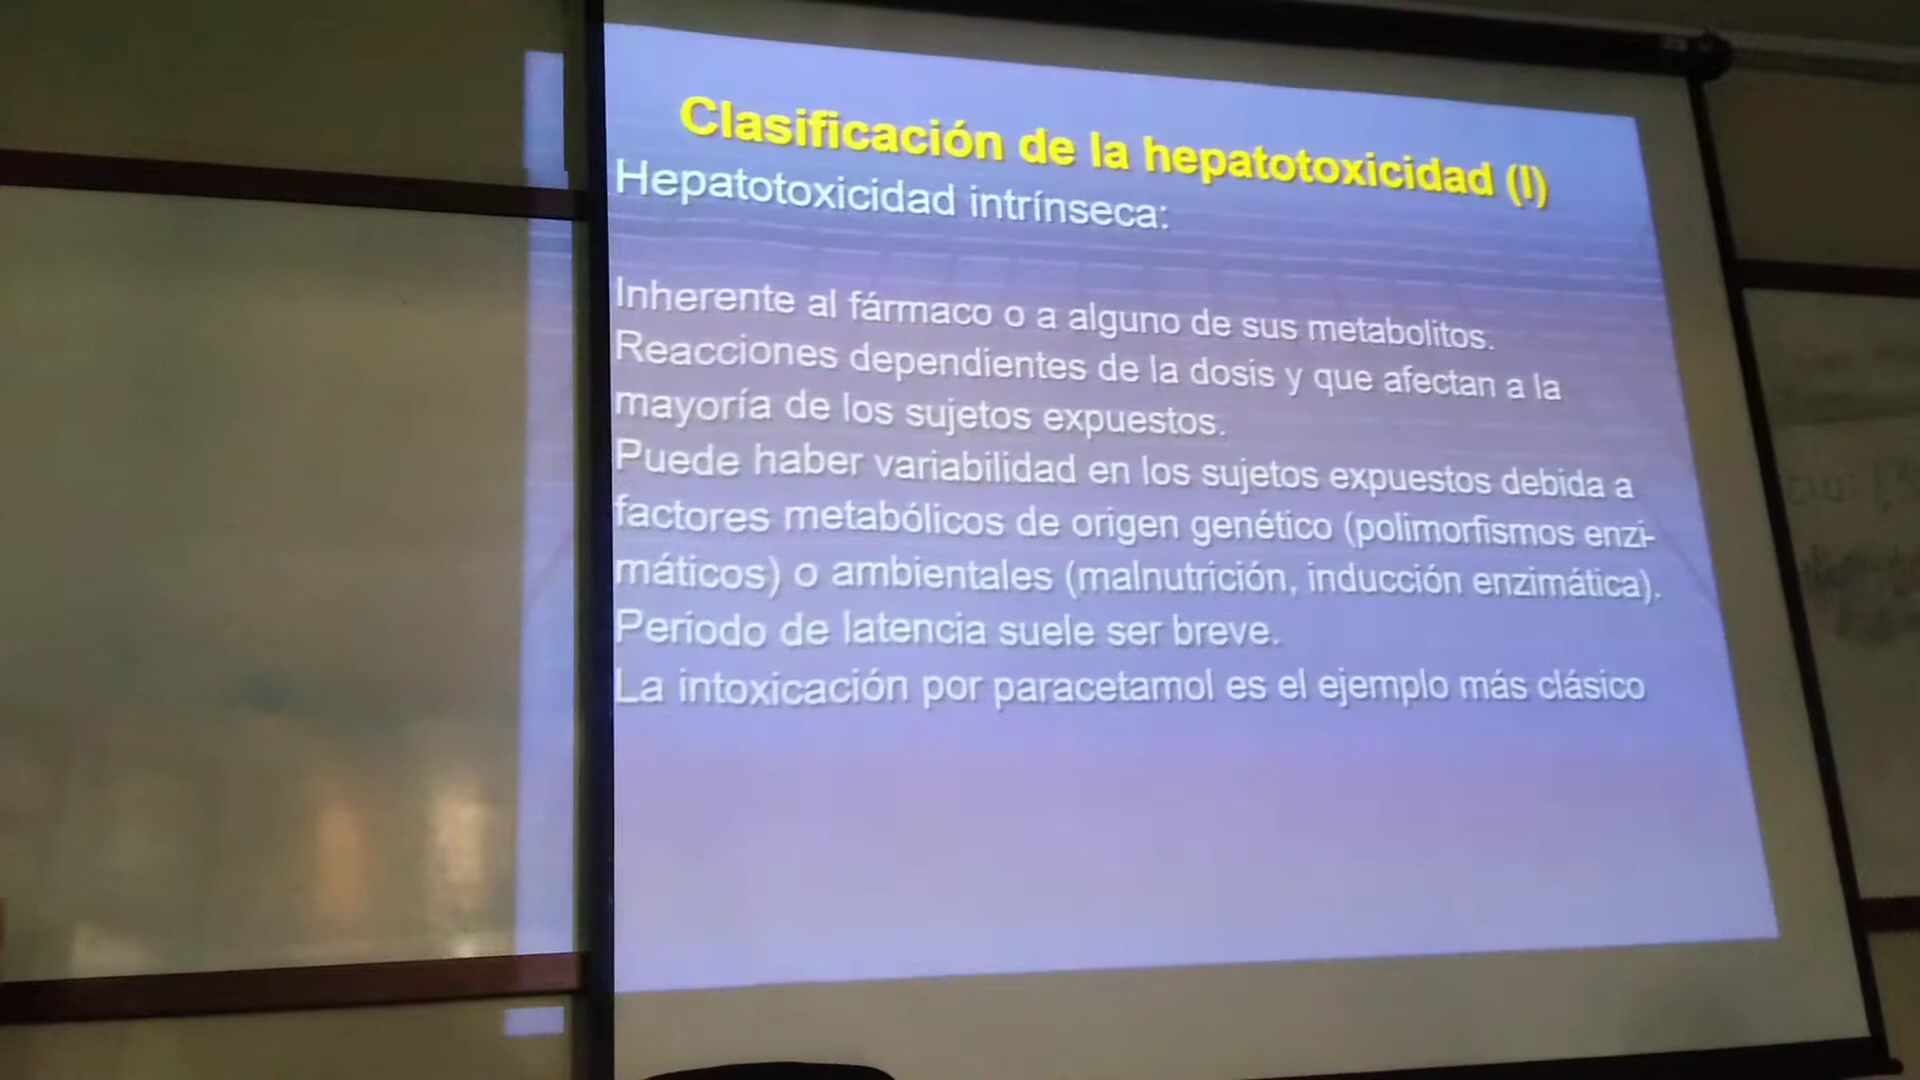 Clasificación de la hepatotoxicidad (I)
Hepatotoxicidad intrínseca:
Inherente al fármaco o a alguno de sus metabolitos.
Reacciones dependientes de la dosis y que afectan a la
mayoría de los sujetos expuestos.
Puede haber variabilidad en los sujetos expuestos debida a
factores metabólicos de origen genético (polimorfismos enzi-
máticos) o ambientales (malnutrición, inducción enzimática).
Periodo de latencia suele ser breve.
La intoxicación por paracetamol es el ejemplo más clásico